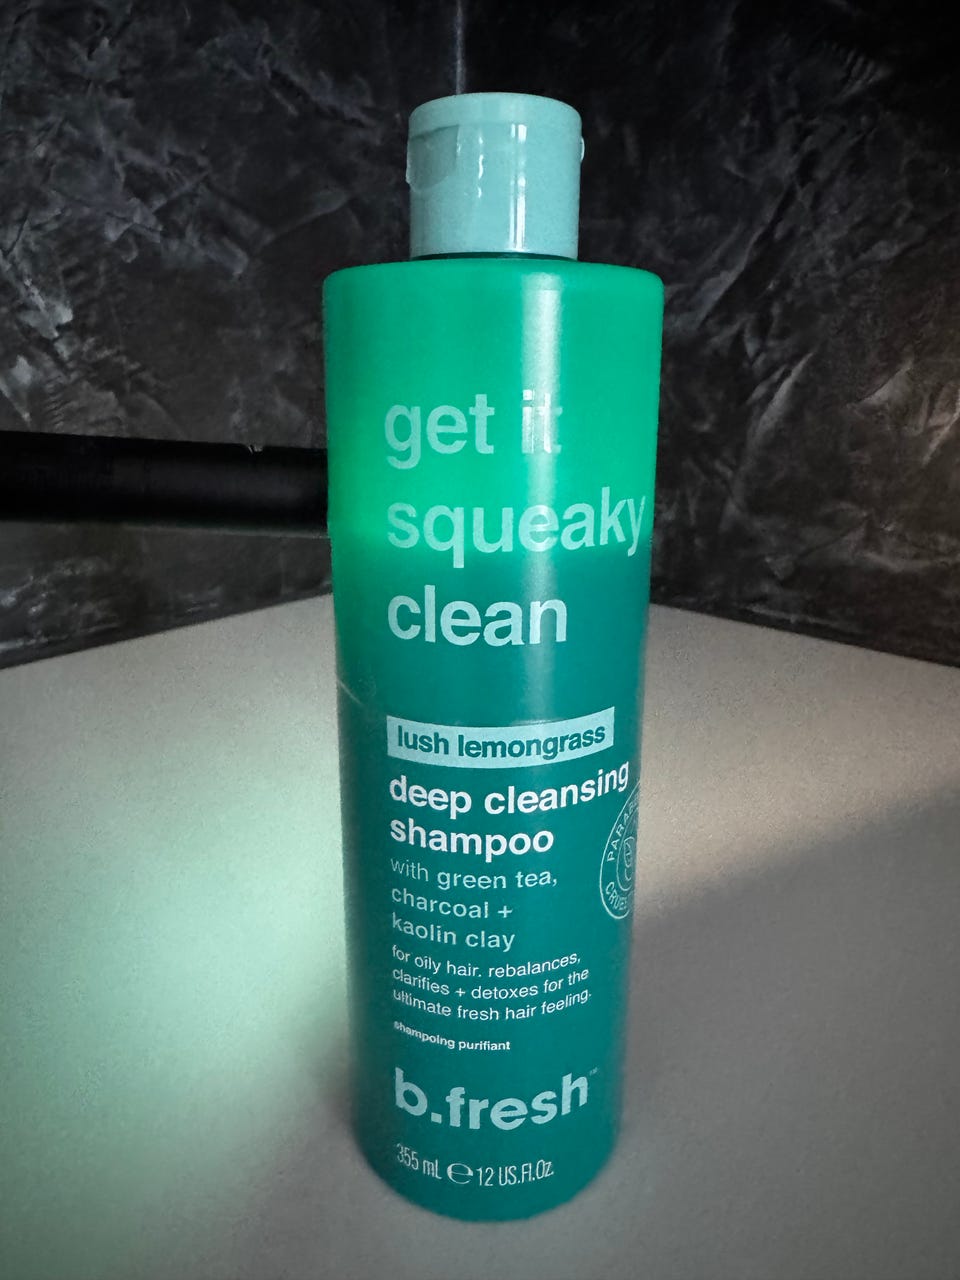 get it
squeaky
clean
lush lemongrass
deep cleansing
shampoo
with green tea,
charcoal +
kaolin clay
for oily hair. rebalances,
clarifies + detoxes for the
ultimate fresh hair feeling.
shampoing purifiant
b.fresh™
355 mL ℮ 12 US.Fl.Oz.